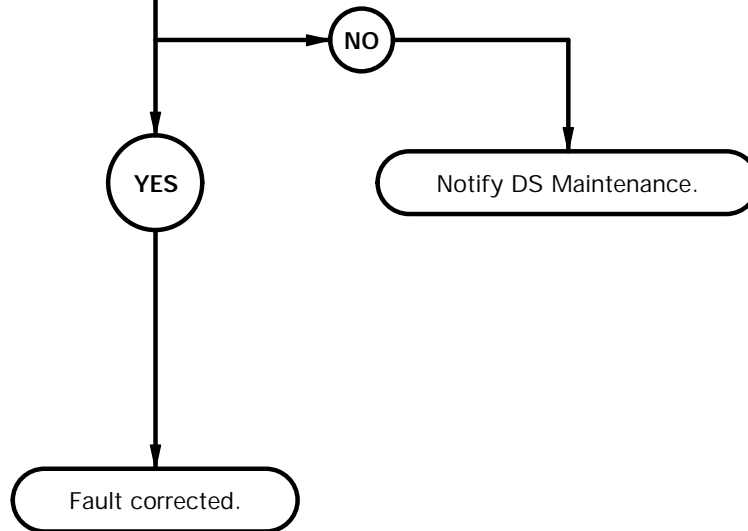 NO
YES
Notify DS Maintenance.
Fault corrected.